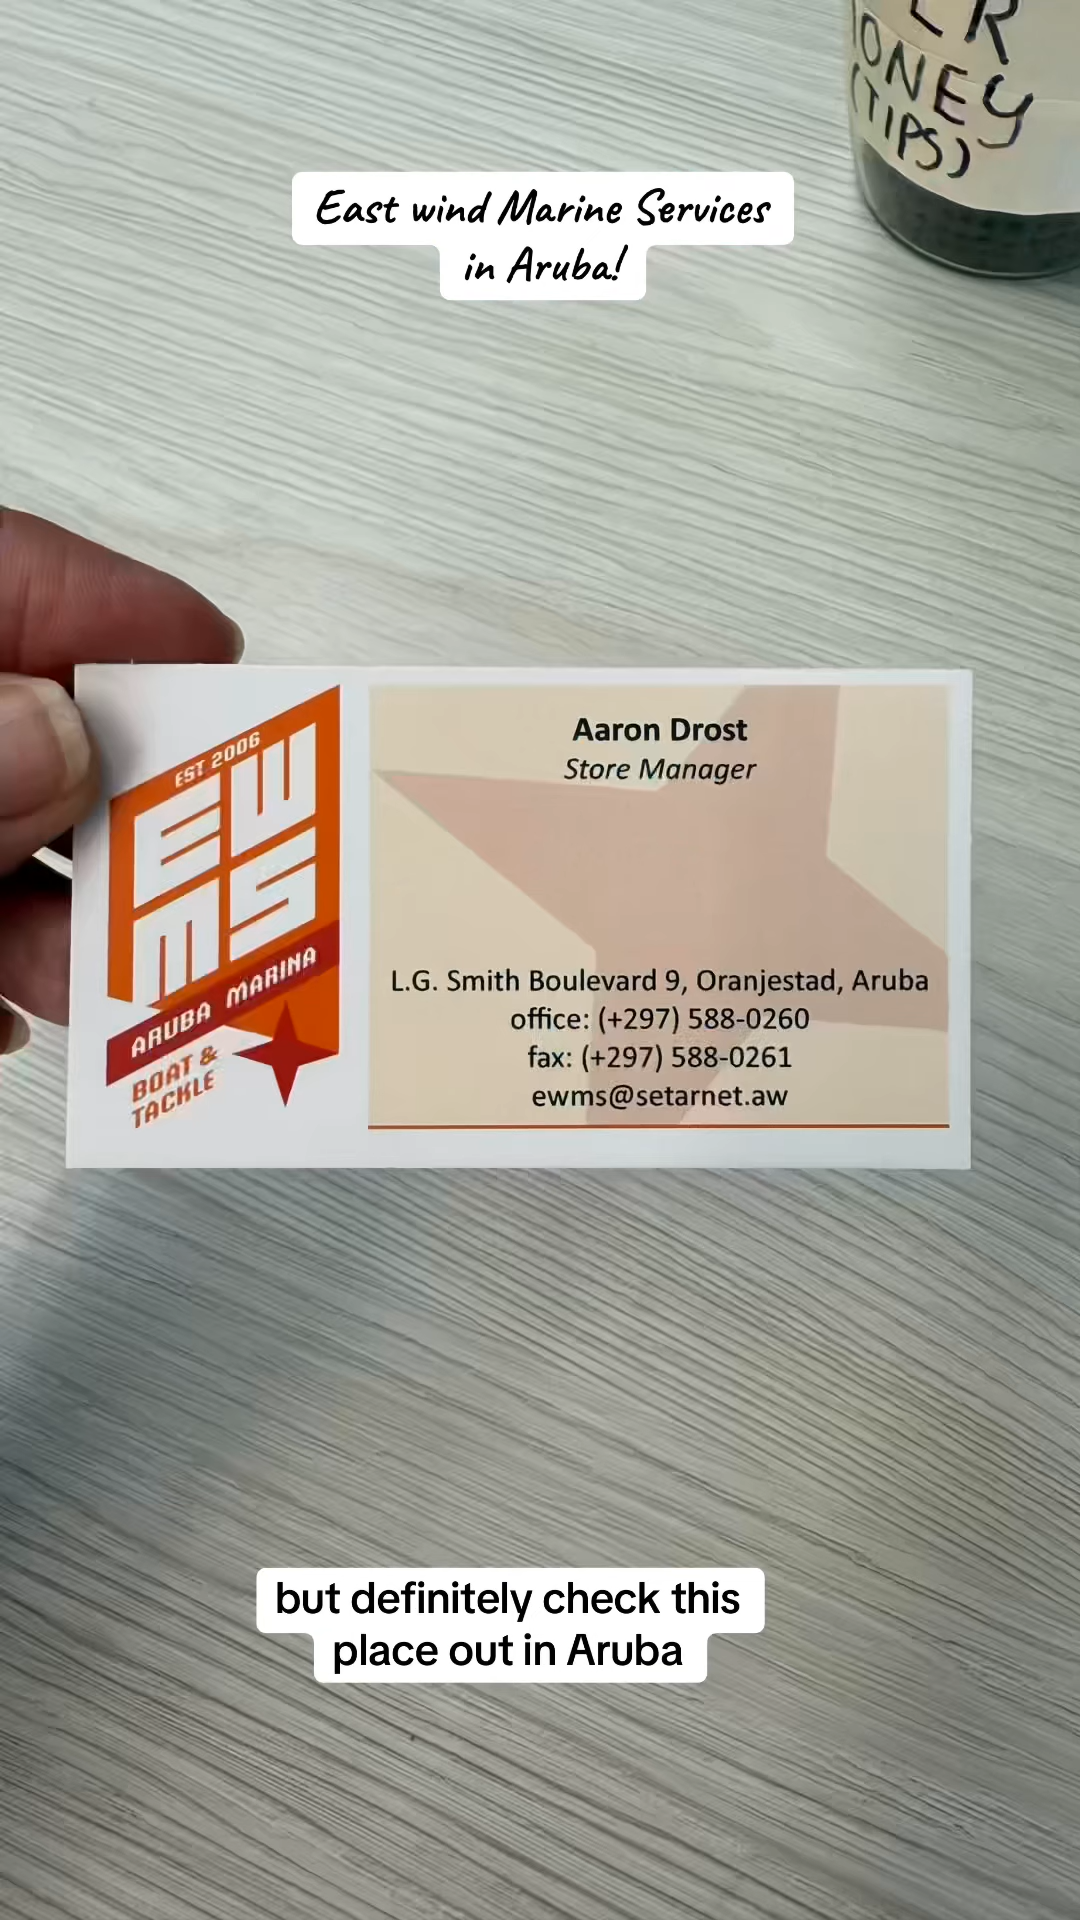 ER
ONEY
(TIPS)
East wind Marine Services
in Aruba!
EST 2006
EW
MS
ARUBA MARINA
BOAT &
TACKLE
Aaron Drost
Store Manager
L.G. Smith Boulevard 9, Oranjestad, Aruba
office: (+297) 588-0260
fax: (+297) 588-0261
ewms@setarnet.aw
but definitely check this
place out in Aruba